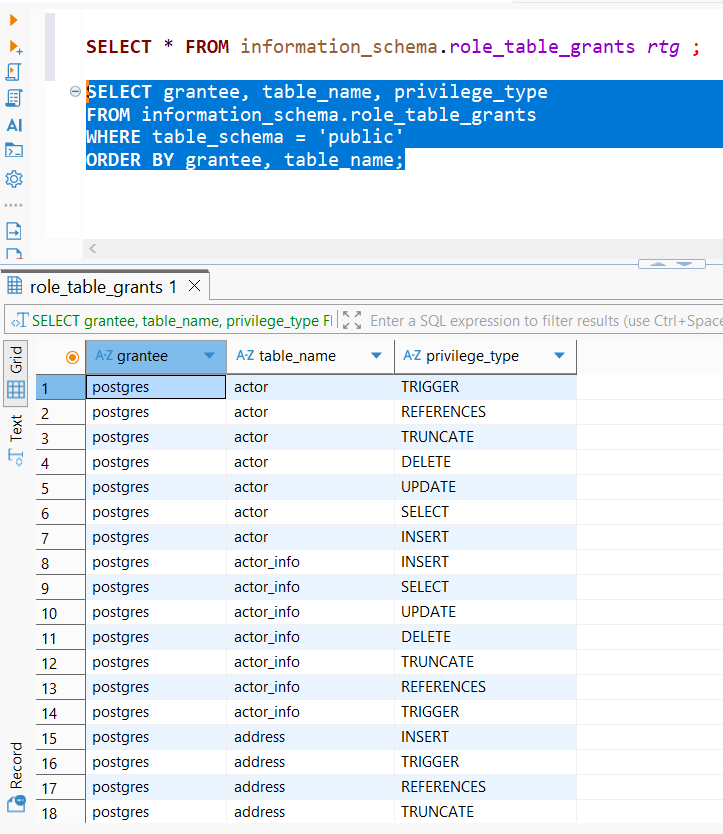 SELECT * FROM information_schema.role_table_grants rtg ;
SELECT grantee, table_name, privilege_type
FROM information_schema.role_table_grants
WHERE table_schema = 'public'
ORDER BY grantee, table_name;
AI
role_table_grants 1
SELECT grantee, table_name, privilege_type FI Enter a SQL expression to filter results (use Ctrl+Space
Grid
Text
Record
A-Z grantee A-Z table_name A-Z privilege_type
1 postgres actor TRIGGER
2 postgres actor REFERENCES
3 postgres actor TRUNCATE
4 postgres actor DELETE
5 postgres actor UPDATE
6 postgres actor SELECT
7 postgres actor INSERT
8 postgres actor_info INSERT
9 postgres actor_info SELECT
10 postgres actor_info UPDATE
11 postgres actor_info DELETE
12 postgres actor_info TRUNCATE
13 postgres actor_info REFERENCES
14 postgres actor_info TRIGGER
15 postgres address INSERT
16 postgres address TRIGGER
17 postgres address REFERENCES
18 postgres address TRUNCATE